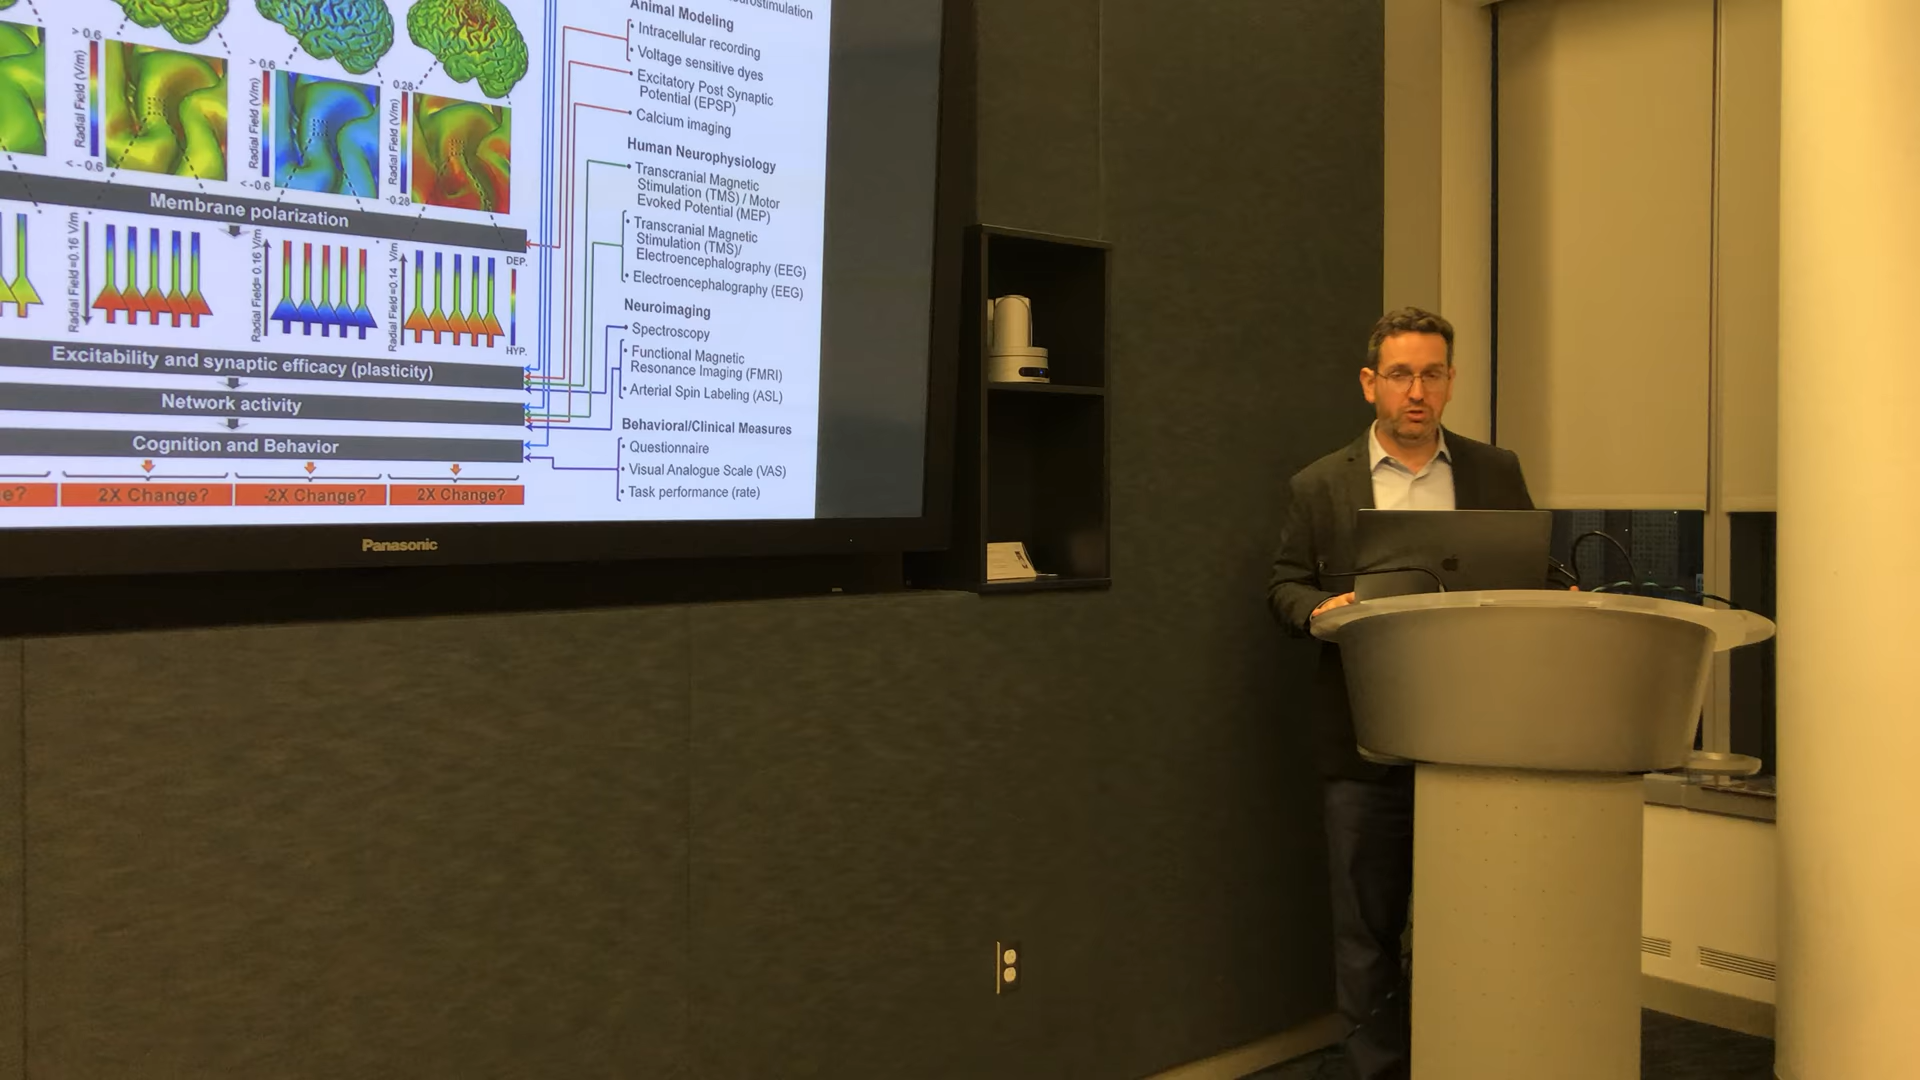 Animal Modeling
• Intracellular recording
• Voltage sensitive dyes
• Excitatory Post Synaptic
Potential (EPSP)
• Calcium imaging
Human Neurophysiology
• Transcranial Magnetic
Stimulation (TMS) / Motor
Evoked Potential (MEP)
• Transcranial Magnetic
Stimulation (TMS)/
Electroencephalography (EEG)
• Electroencephalography (EEG)
Neuroimaging
• Spectroscopy
• Functional Magnetic
Resonance Imaging (FMRI)
• Arterial Spin Labeling (ASL)
Behavioral/Clinical Measures
• Questionnaire
• Visual Analogue Scale (VAS)
• Task performance (rate)
> 0.6
Radial Field (V/m)
< -0.6
> 0.6
Radial Field (V/m)
< -0.6
0.28
Radial Field (V/m)
-0.28
Membrane polarization
Radial Field=0.16 V/m
Radial Field= 0.16 V/m
Radial Field=0.14 V/m
DEP.
HYP.
Excitability and synaptic efficacy (plasticity)
Network activity
Cognition and Behavior
2X Change?
-2X Change?
2X Change?
Panasonic